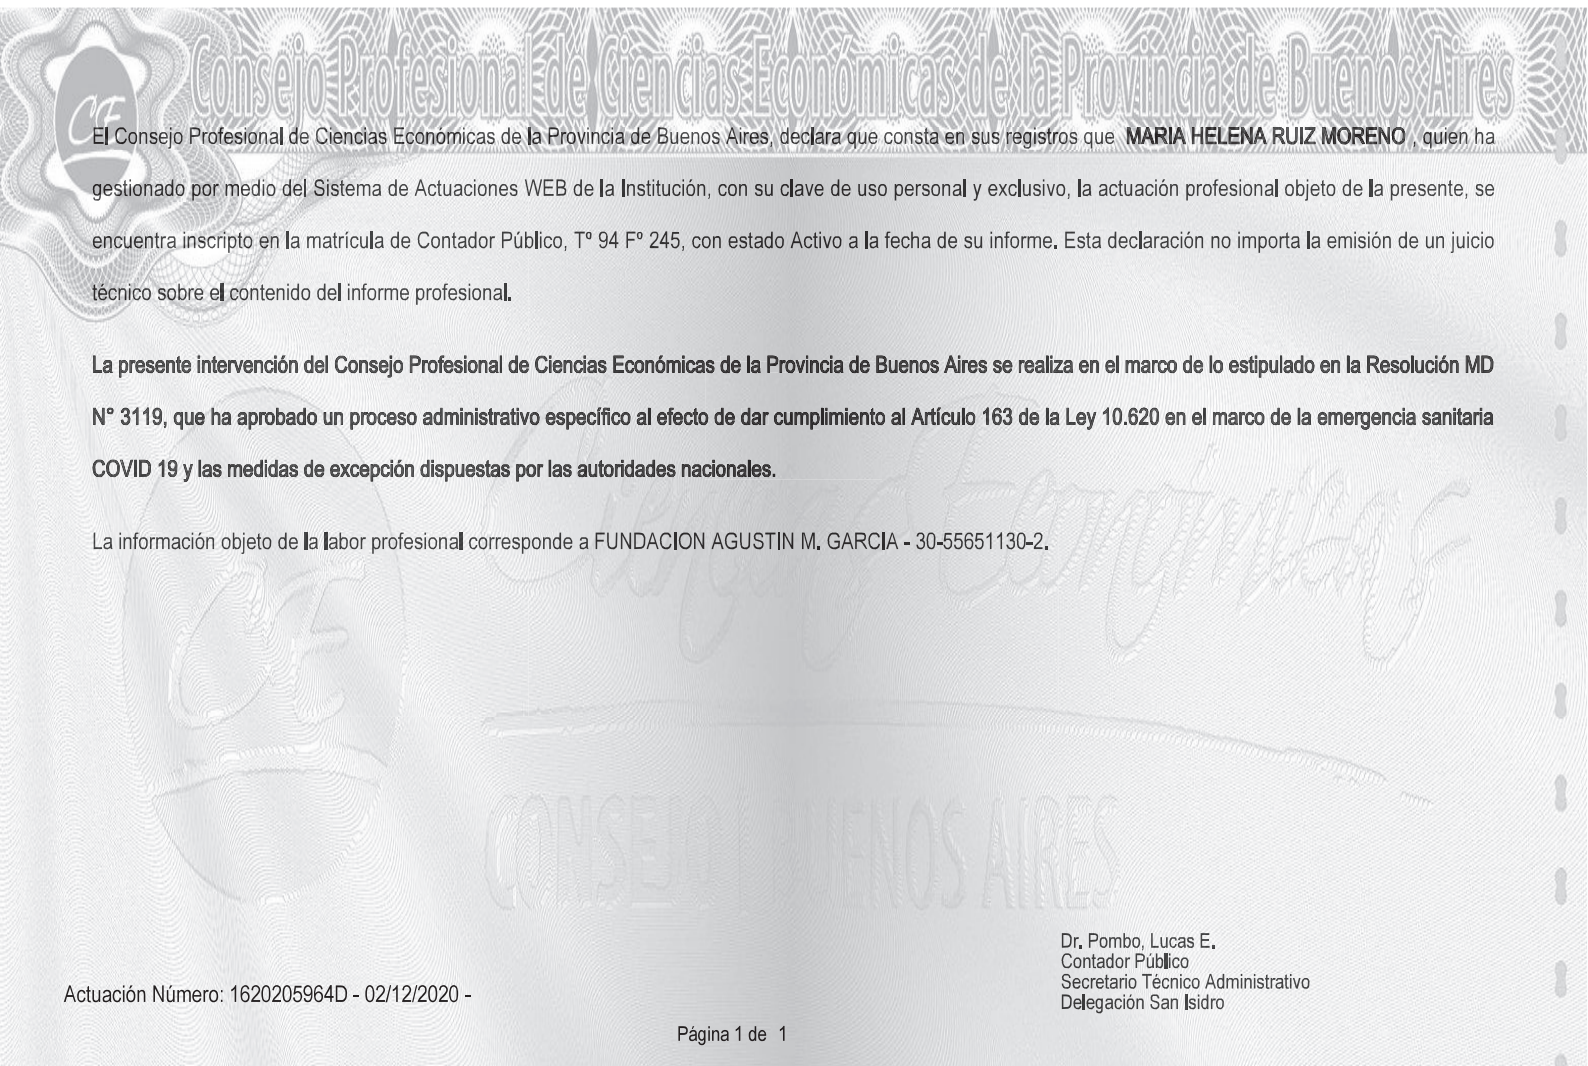 Consejo Profesional de Ciencias Económicas de la Provincia de Buenos Aires
CE
El Consejo Profesional de Ciencias Económicas de la Provincia de Buenos Aires, declara que consta en sus registros que MARIA HELENA RUIZ MORENO , quien ha
gestionado por medio del Sistema de Actuaciones WEB de la Institución, con su clave de uso personal y exclusivo, la actuación profesional objeto de la presente, se
encuentra inscripto en la matrícula de Contador Público, Tº 94 Fº 245, con estado Activo a la fecha de su informe. Esta declaración no importa la emisión de un juicio
técnico sobre el contenido del informe profesional.
La presente intervención del Consejo Profesional de Ciencias Económicas de la Provincia de Buenos Aires se realiza en el marco de lo estipulado en la Resolución MD
N° 3119, que ha aprobado un proceso administrativo específico al efecto de dar cumplimiento al Artículo 163 de la Ley 10.620 en el marco de la emergencia sanitaria
COVID 19 y las medidas de excepción dispuestas por las autoridades nacionales.
La información objeto de la labor profesional corresponde a FUNDACION AGUSTIN M. GARCIA - 30-55651130-2.
Ciencias Económicas
CE
CONSEJO | BUENOS AIRES
Dr. Pombo, Lucas E.
Contador Público
Secretario Técnico Administrativo
Delegación San Isidro
Actuación Número: 1620205964D - 02/12/2020 -
Página 1 de 1